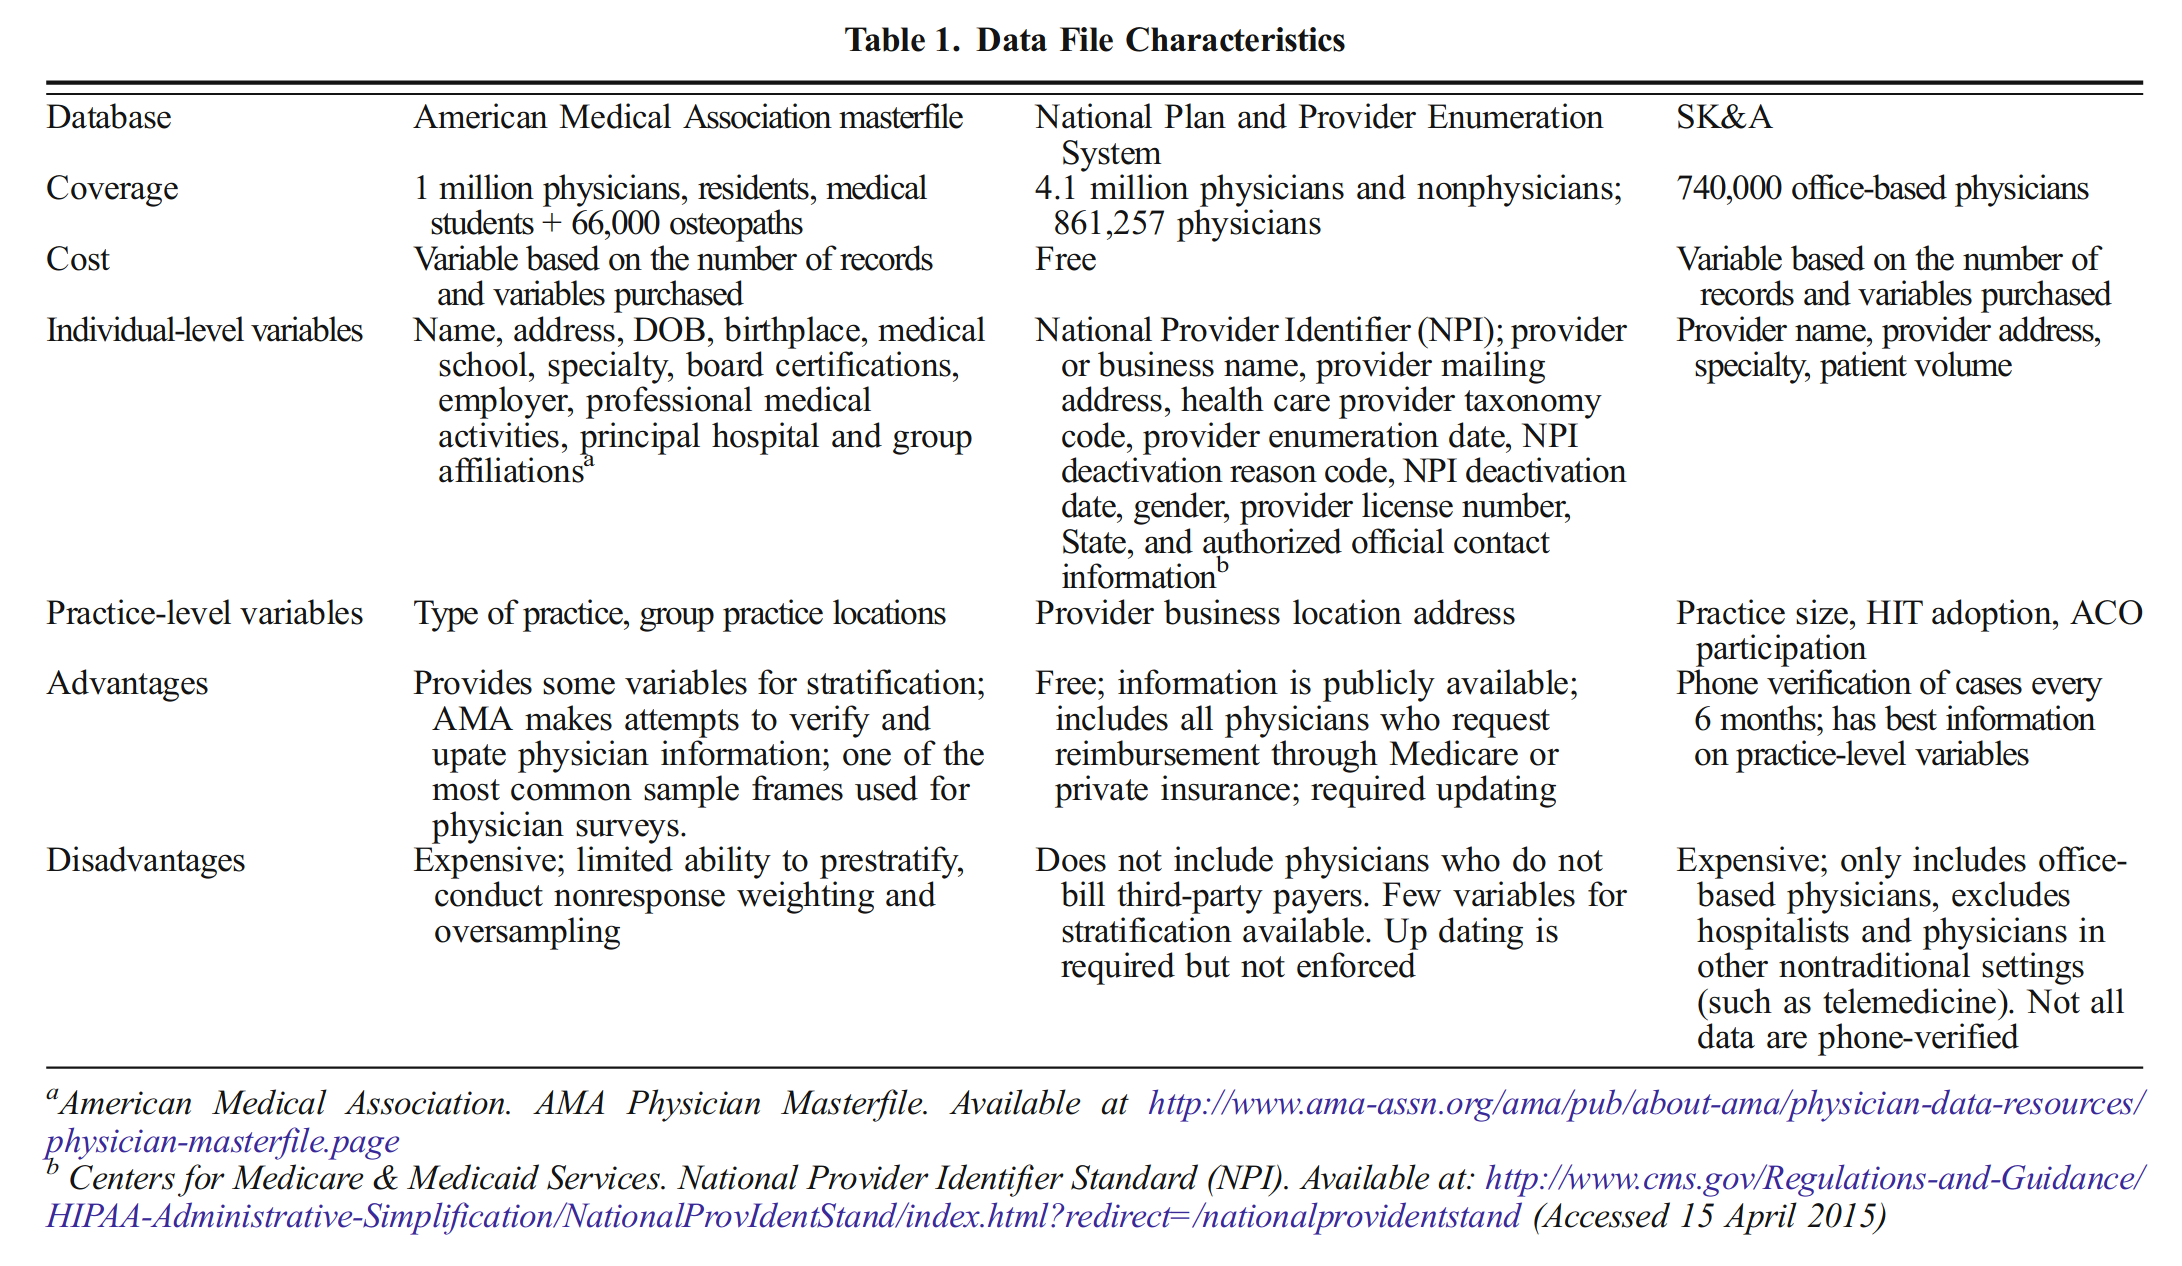 Table 1. Data File Characteristics
Database
American Medical Association masterfile
National Plan and Provider Enumeration
System
SK&A
Coverage
1 million physicians, residents, medical
students + 66,000 osteopaths
4.1 million physicians and nonphysicians;
861,257 physicians
740,000 office-based physicians
Cost
Variable based on the number of records
and variables purchased
Free
Variable based on the number of
records and variables purchased
Individual-level variables
Name, address, DOB, birthplace, medical
school, specialty, board certifications,
employer, professional medical
activities, principal hospital and group
affiliationsa
National Provider Identifier (NPI); provider
or business name, provider mailing
address, health care provider taxonomy
code, provider enumeration date, NPI
deactivation reason code, NPI deactivation
date, gender, provider license number,
State, and authorized official contact
informationb
Provider name, provider address,
specialty, patient volume
Practice-level variables
Type of practice, group practice locations
Provider business location address
Practice size, HIT adoption, ACO
participation
Advantages
Provides some variables for stratification;
AMA makes attempts to verify and
upate physician information; one of the
most common sample frames used for
physician surveys.
Free; information is publicly available;
includes all physicians who request
reimbursement through Medicare or
private insurance; required updating
Phone verification of cases every
6 months; has best information
on practice-level variables
Disadvantages
Expensive; limited ability to prestratify,
conduct nonresponse weighting and
oversampling
Does not include physicians who do not
bill third-party payers. Few variables for
stratification available. Up dating is
required but not enforced
Expensive; only includes office-
based physicians, excludes
hospitalists and physicians in
other nontraditional settings
(such as telemedicine). Not all
data are phone-verified
aAmerican Medical Association. AMA Physician Masterfile. Available at http://www.ama-assn.org/ama/pub/about-ama/physician-data-resources/
physician-masterfile.page
b Centers for Medicare & Medicaid Services. National Provider Identifier Standard (NPI). Available at: http://www.cms.gov/Regulations-and-Guidance/
HIPAA-Administrative-Simplification/NationalProvIdentStand/index.html?redirect=/nationalprovidentstand (Accessed 15 April 2015)